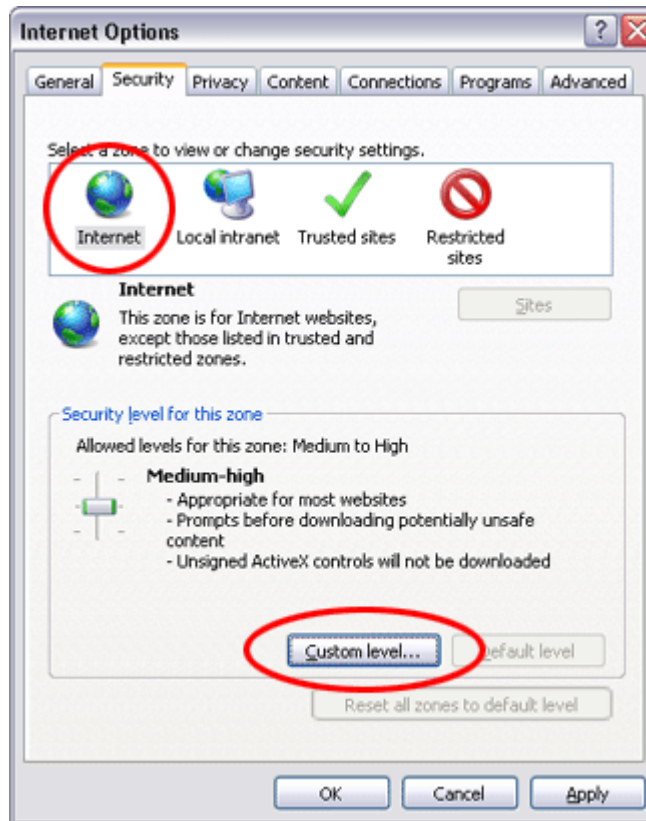 Internet Options
General Security Privacy Content Connections Programs Advanced
Select a zone to view or change security settings.
Internet Local intranet Trusted sites Restricted
sites
Internet
This zone is for Internet websites,
except those listed in trusted and
restricted zones.
Sites
Security level for this zone
Allowed levels for this zone: Medium to High
Medium-high
- Appropriate for most websites
- Prompts before downloading potentially unsafe
content
- Unsigned ActiveX controls will not be downloaded
Custom level... Default level
Reset all zones to default level
OK Cancel Apply